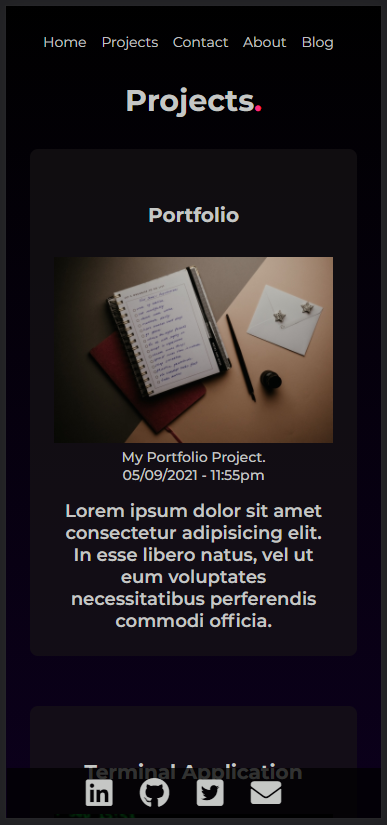 Home Projects Contact About Blog
Projects.
Portfolio
My Portfolio Project.
05/09/2021 - 11:55pm
Lorem ipsum dolor sit amet
consectetur adipisicing elit.
In esse libero natus, vel ut
eum voluptates
necessitatibus perferendis
commodi officia.
Terminal Application
in